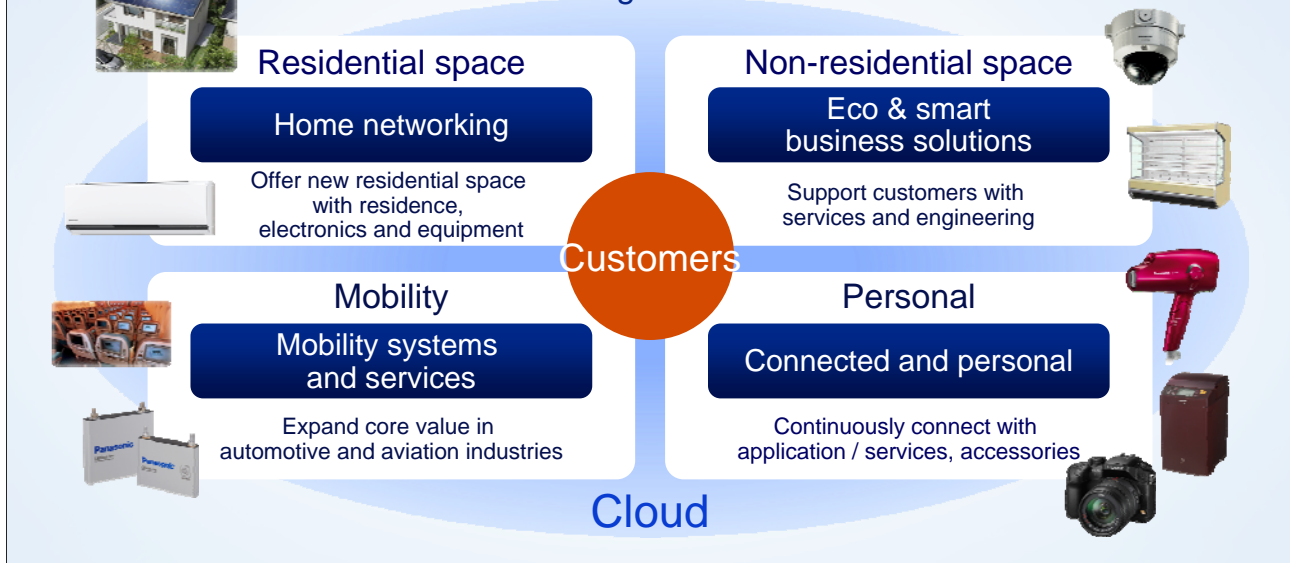 Residential space
Home networking
Offer new residential space
with residence,
electronics and equipment
Non-residential space
Eco & smart
business solutions
Support customers with
services and engineering
Customers
Mobility
Mobility systems
and services
Expand core value in
automotive and aviation industries
Personal
Connected and personal
Continuously connect with
application / services, accessories
Panasonic
Panasonic
Cloud